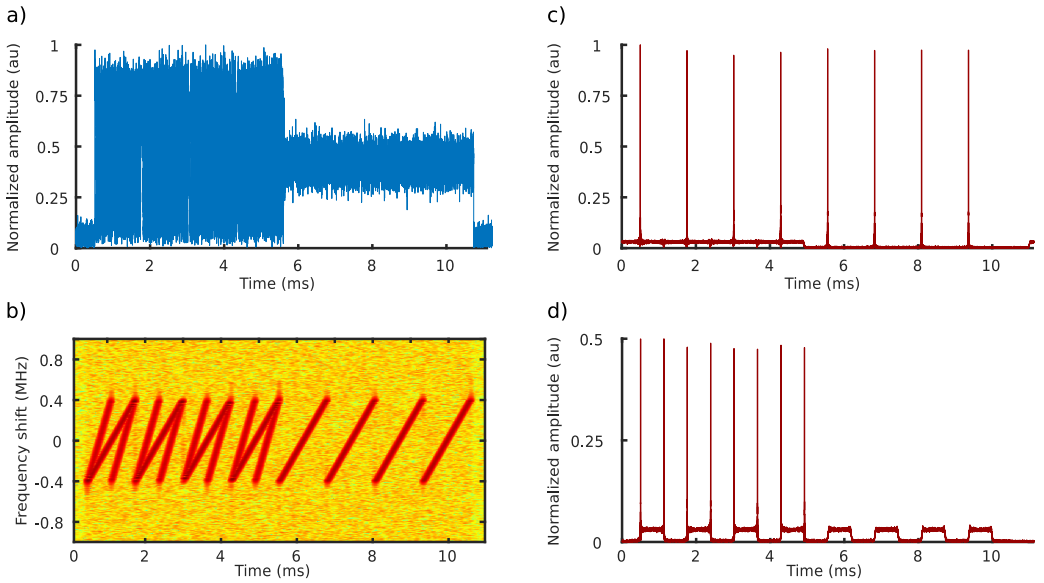 a)
Normalized amplitude (au)
1
0.75
0.5
0.25
0
0 2 4 6 8 10
Time (ms)
b)
Frequency shift (MHz)
0.8
0.4
0
-0.4
-0.8
0 2 4 6 8 10
Time (ms)
c)
Normalized amplitude (au)
1
0.75
0.5
0.25
0
0 2 4 6 8 10
Time (ms)
d)
Normalized amplitude (au)
0.5
0.25
0
0 2 4 6 8 10
Time (ms)